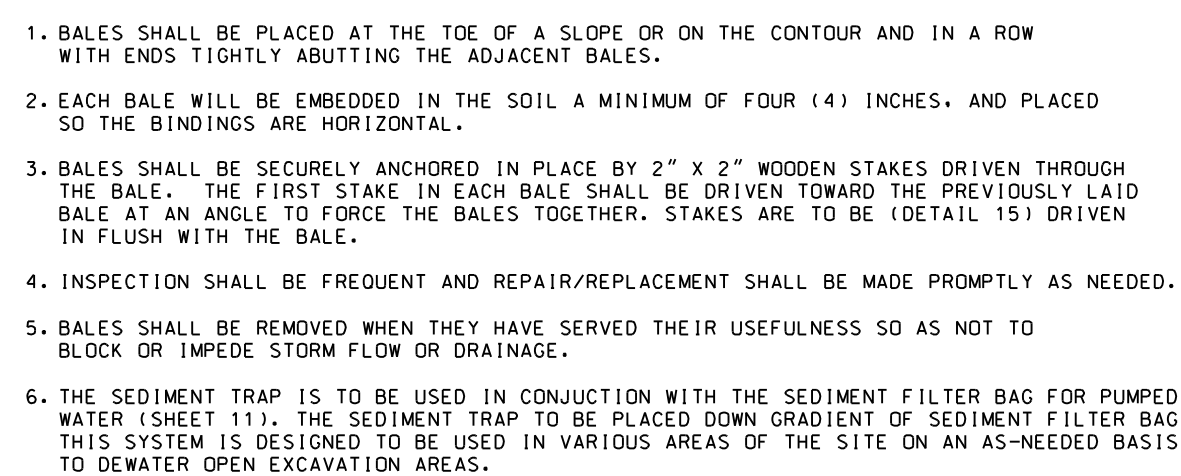 1. BALES SHALL BE PLACED AT THE TOE OF A SLOPE OR ON THE CONTOUR AND IN A ROW
WITH ENDS TIGHTLY ABUTTING THE ADJACENT BALES.
2. EACH BALE WILL BE EMBEDDED IN THE SOIL A MINIMUM OF FOUR (4) INCHES, AND PLACED
SO THE BINDINGS ARE HORIZONTAL.
3. BALES SHALL BE SECURELY ANCHORED IN PLACE BY 2" X 2" WOODEN STAKES DRIVEN THROUGH
THE BALE. THE FIRST STAKE IN EACH BALE SHALL BE DRIVEN TOWARD THE PREVIOUSLY LAID
BALE AT AN ANGLE TO FORCE THE BALES TOGETHER. STAKES ARE TO BE (DETAIL 15) DRIVEN
IN FLUSH WITH THE BALE.
4. INSPECTION SHALL BE FREQUENT AND REPAIR/REPLACEMENT SHALL BE MADE PROMPTLY AS NEEDED.
5. BALES SHALL BE REMOVED WHEN THEY HAVE SERVED THEIR USEFULNESS SO AS NOT TO
BLOCK OR IMPEDE STORM FLOW OR DRAINAGE.
6. THE SEDIMENT TRAP IS TO BE USED IN CONJUCTION WITH THE SEDIMENT FILTER BAG FOR PUMPED
WATER (SHEET 11). THE SEDIMENT TRAP TO BE PLACED DOWN GRADIENT OF SEDIMENT FILTER BAG
THIS SYSTEM IS DESIGNED TO BE USED IN VARIOUS AREAS OF THE SITE ON AN AS-NEEDED BASIS
TO DEWATER OPEN EXCAVATION AREAS.